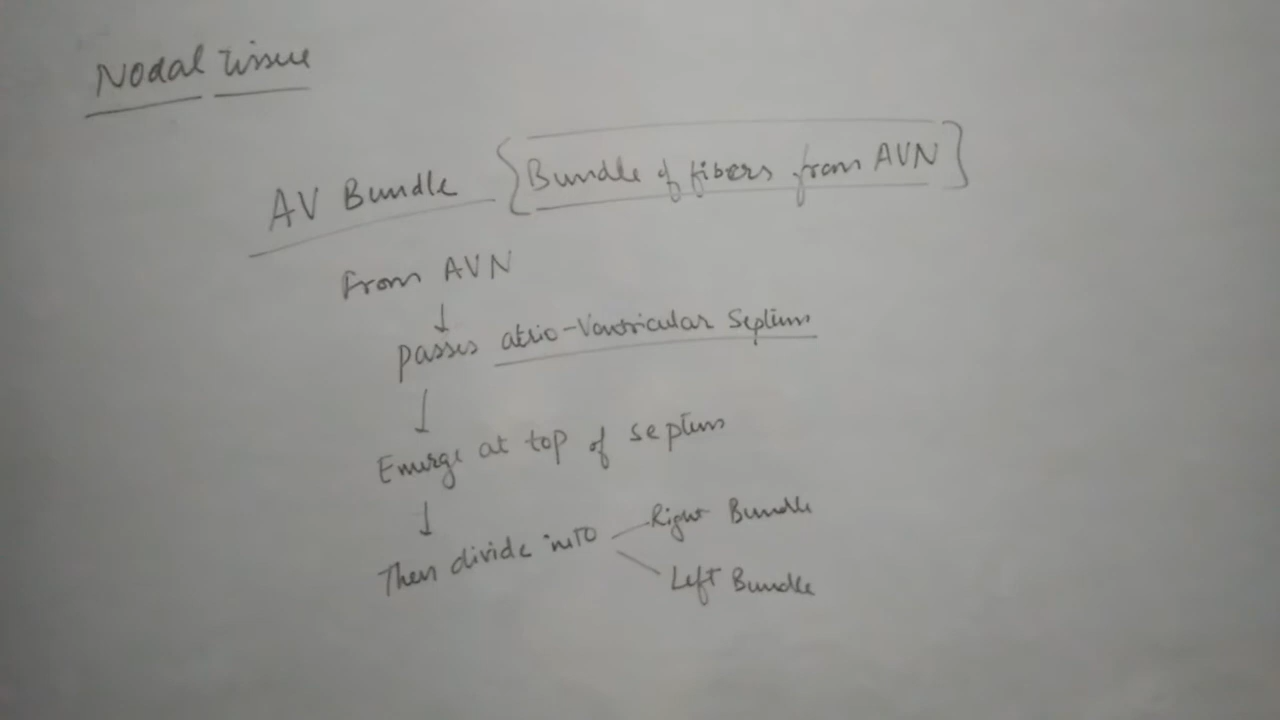 Nodal Tissue
AV Bundle {Bundle of fibers from AVN}
From AVN
↓
passes atrio-Ventricular Septum
↓
Emerge at top of septum
↓
Then divide into Right Bundle
Left Bundle